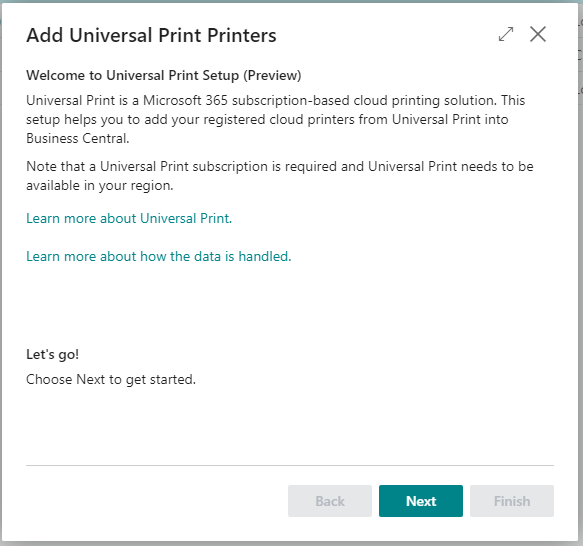 Add Universal Print Printers
Welcome to Universal Print Setup (Preview)
Universal Print is a Microsoft 365 subscription-based cloud printing solution. This
setup helps you to add your registered cloud printers from Universal Print into
Business Central.
Note that a Universal Print subscription is required and Universal Print needs to be
available in your region.
Learn more about Universal Print.
Learn more about how the data is handled.
Let's go!
Choose Next to get started.
Back Next Finish